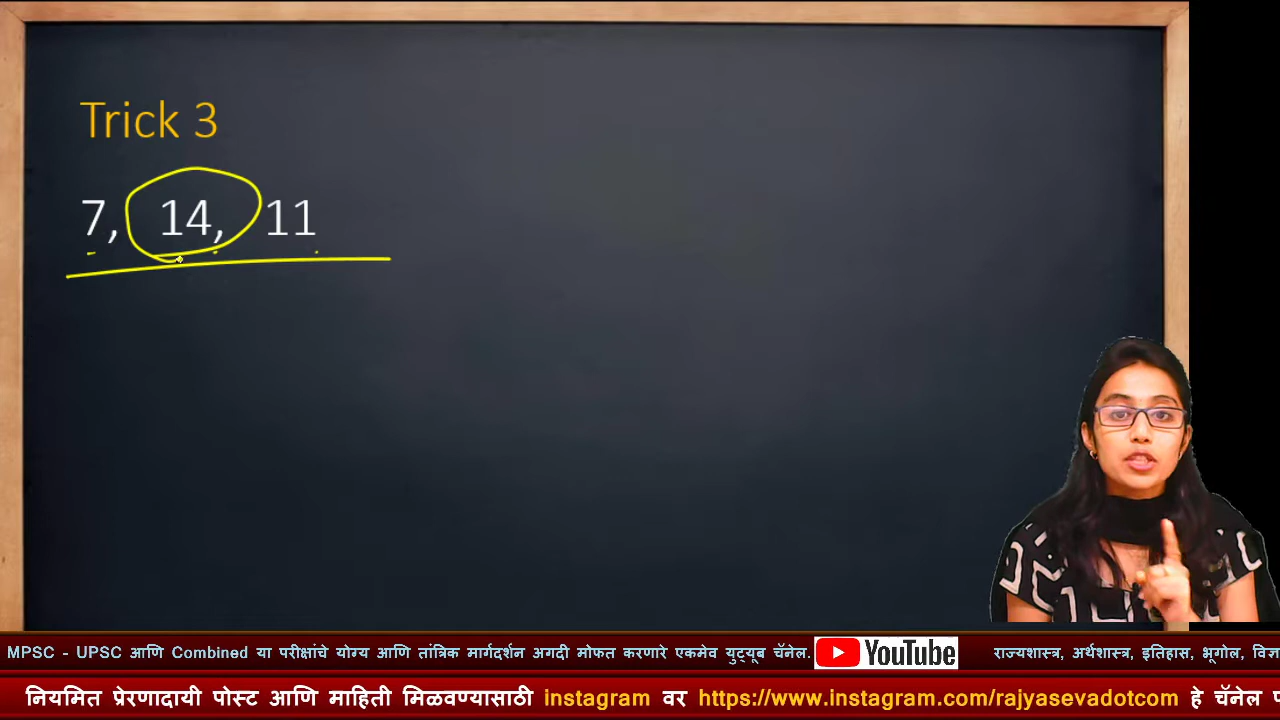 Trick 3
7, 14, 11
MPSC - UPSC आणि Combined या परीक्षांचे योग्य आणि तांत्रिक मार्गदर्शन अगदी मोफत करणारे एकमेव युट्यूब चॅनेल. YouTube राज्यशास्त्र, अर्थशास्त्र, इतिहास, भूगोल,
नियमित प्रेरणादायी पोस्ट आणि माहिती मिळवण्यासाठी instagram वर https://www.instagram.com/rajyasevadotcom हे चॅनेल